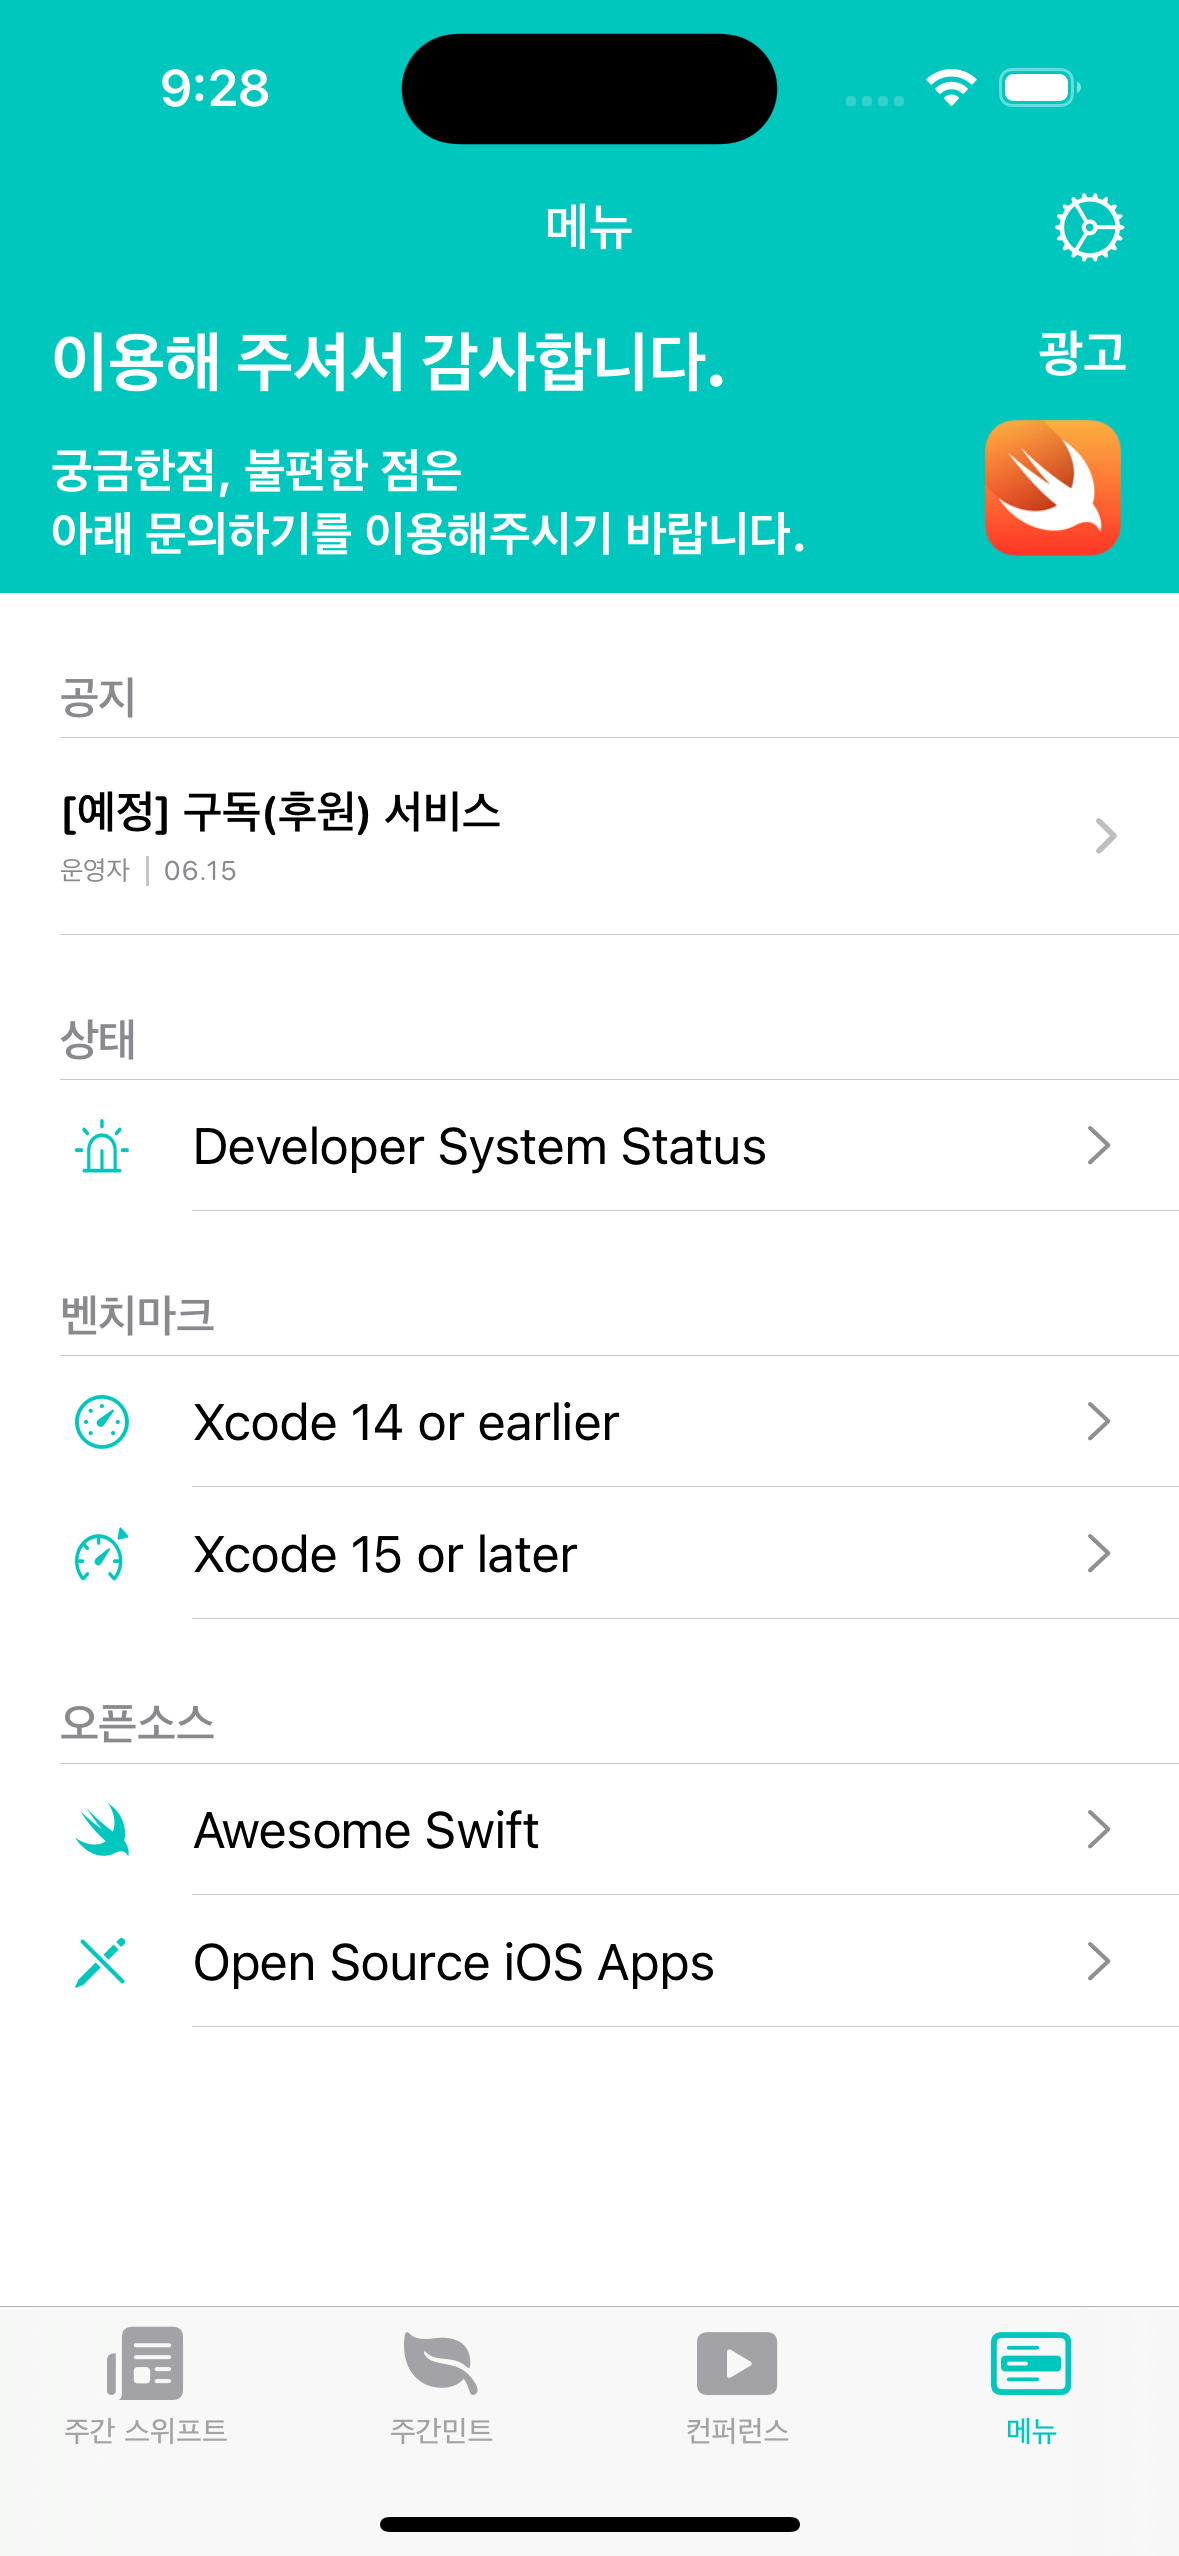 9:28
메뉴
이용해 주셔서 감사합니다.
광고
궁금한점, 불편한 점은
아래 문의하기를 이용해주시기 바랍니다.
공지
[예정] 구독(후원) 서비스
운영자 | 06.15
상태
Developer System Status
벤치마크
Xcode 14 or earlier
Xcode 15 or later
오픈소스
Awesome Swift
Open Source iOS Apps
주간 스위프트
주간민트
컨퍼런스
메뉴